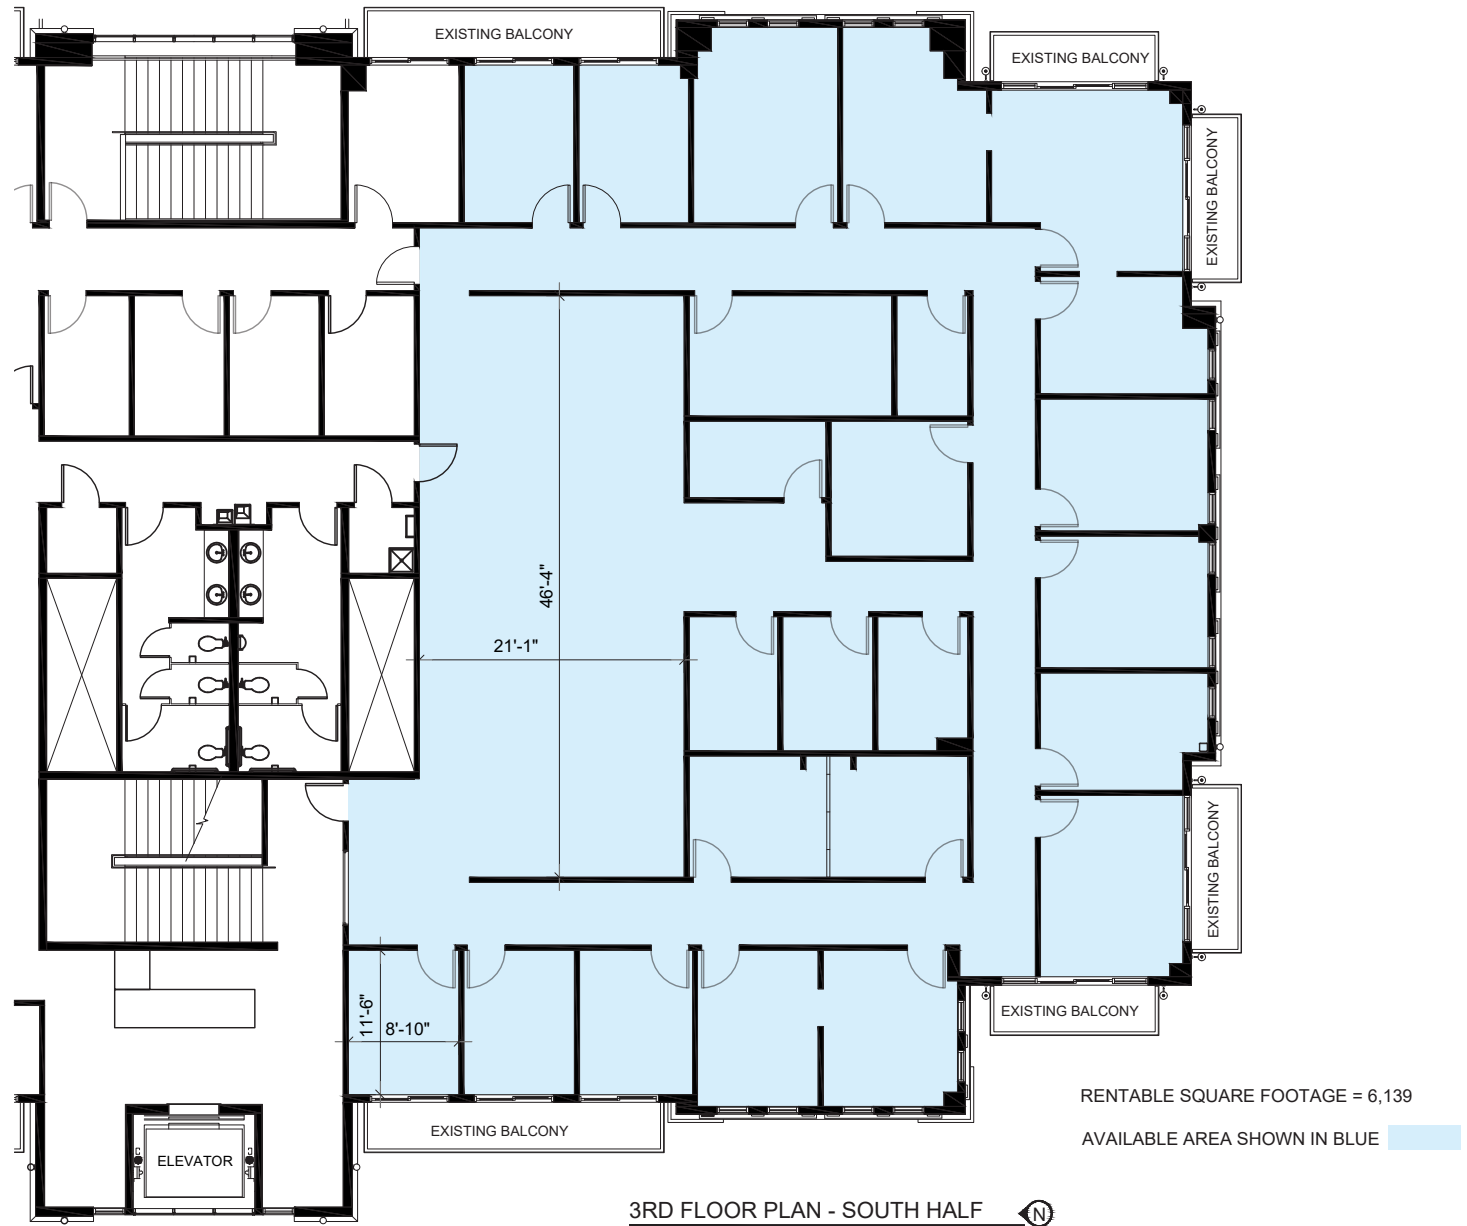 EXISTING BALCONY
EXISTING BALCONY
EXISTING BALCONY
46'-4"
21'-1"
EXISTING BALCONY
11'-6"
8'-10"
EXISTING BALCONY
EXISTING BALCONY
ELEVATOR
RENTABLE SQUARE FOOTAGE = 6,139
AVAILABLE AREA SHOWN IN BLUE
3RD FLOOR PLAN - SOUTH HALF
N